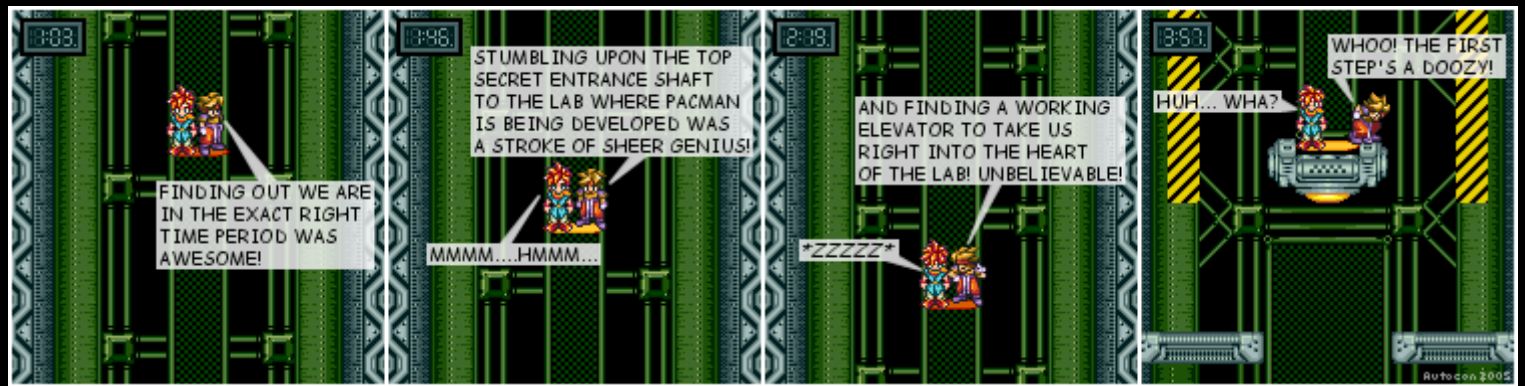 1:03
FINDING OUT WE ARE
IN THE EXACT RIGHT
TIME PERIOD WAS
AWESOME!
1:46
STUMBLING UPON THE TOP
SECRET ENTRANCE SHAFT
TO THE LAB WHERE PACMAN
IS BEING DEVELOPED WAS
A STROKE OF SHEER GENIUS!
MMMM....HMMM...
2:19
AND FINDING A WORKING
ELEVATOR TO TAKE US
RIGHT INTO THE HEART
OF THE LAB! UNBELIEVABLE!
*ZZZZZ*
3:57
WHOO! THE FIRST
STEP'S A DOOZY!
HUH... WHA?
Autocon 2005